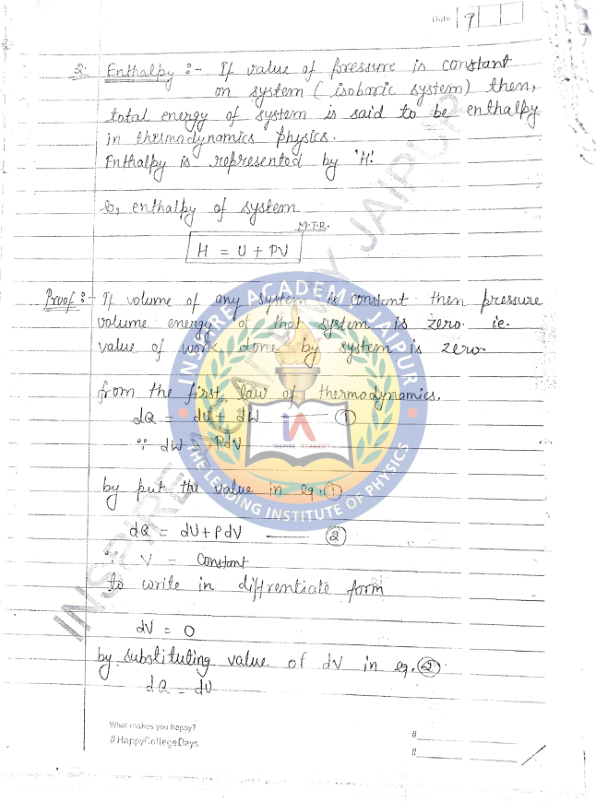 Date 9
2. Enthalpy :- If value of pressure is constant
on system ( isobaric system) then,
total energy of system is said to be enthalpy
in thermodynamics physics.
Enthalpy is represented by 'H'.
So, enthalpy of system
M.T.R.
H = U + PV
Proof :- If volume of any system is constant then pressure
volume energy of that system is zero. ie.
value of work done by system is zero.
from the first law of thermodynamics,
dQ = dU + dW ①
∵ dW = PdV
by put the value in eq.①
dQ = dU + PdV ②
∵ V = Constant
to write in diffrentiate form
dV = 0
by substituting value of dV in eq.②
dQ = dU
What makes you happy?
#HappyCollegeDays
#
#
INSPIRE ACADEMY JAIPUR
INSPIRE ACADEMY JAIPUR
INSPIRE ACADEMY
THE LEADING INSTITUTE OF PHYSICS